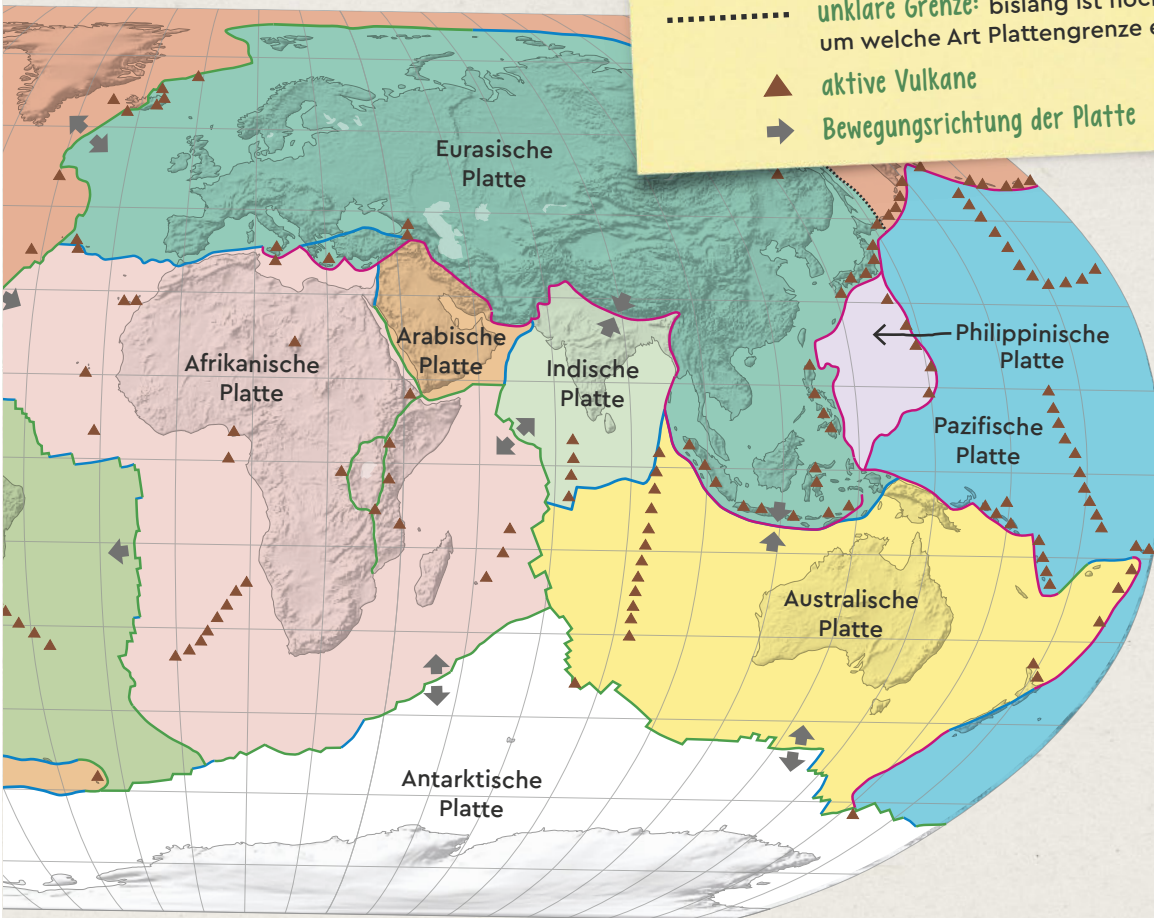 unklare Grenze: bislang ist
um welche Art Plattengrenze
aktive Vulkane
Bewegungsrichtung der Platte
Eurasische
Platte
Afrikanische
Platte
Arabische
Platte
Indische
Platte
Philippinische
Platte
Pazifische
Platte
Australische
Platte
Antarktische
Platte